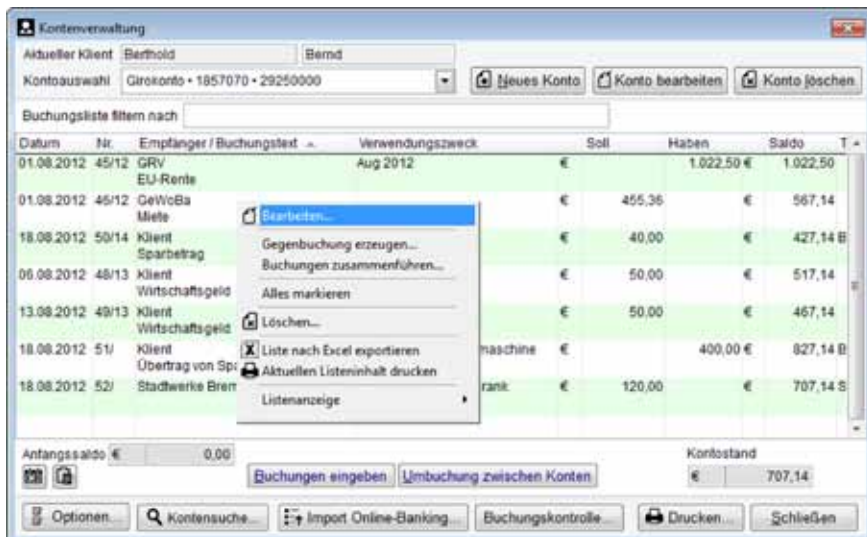 Kontenverwaltung
Aktueller Klient Berthold Bernd
Kontoauswahl Girokonto • 1857070 • 29250000 Neues Konto Konto bearbeiten Konto löschen
Buchungsliste filtern nach
Datum Nr. Empfänger / Buchungstext Verwendungszweck Soll Haben Saldo T
01.08.2012 45/12 GRV Aug 2012 € 1.022,50 € 1.022,50
EU-Rente
01.08.2012 46/12 GeWoBa € 455,36 € 567,14
Miete
Bearbeiten...
18.08.2012 50/14 Klient € 40,00 € 427,14 B
Sparbetrag
Gegenbuchung erzeugen...
Buchungen zusammenführen...
06.08.2012 48/13 Klient € 50,00 € 517,14
Wirtschaftsgeld
Alles markieren
13.08.2012 49/13 Klient € 50,00 € 467,14
Wirtschaftsgeld
Löschen...
18.08.2012 51/ Klient maschine € 400,00 € 827,14 B
Übertrag von Spa
Liste nach Excel exportieren
Aktuellen Listeninhalt drucken
18.08.2012 52/ Stadtwerke Brem rank € 120,00 € 707,14 S
Listenanzeige
Anfangssaldo € 0,00 Kontostand
Buchungen eingeben Umbuchung zwischen Konten € 707,14
Optionen... Kontensuche... Import Online-Banking... Buchungskontrolle... Drucken... Schließen